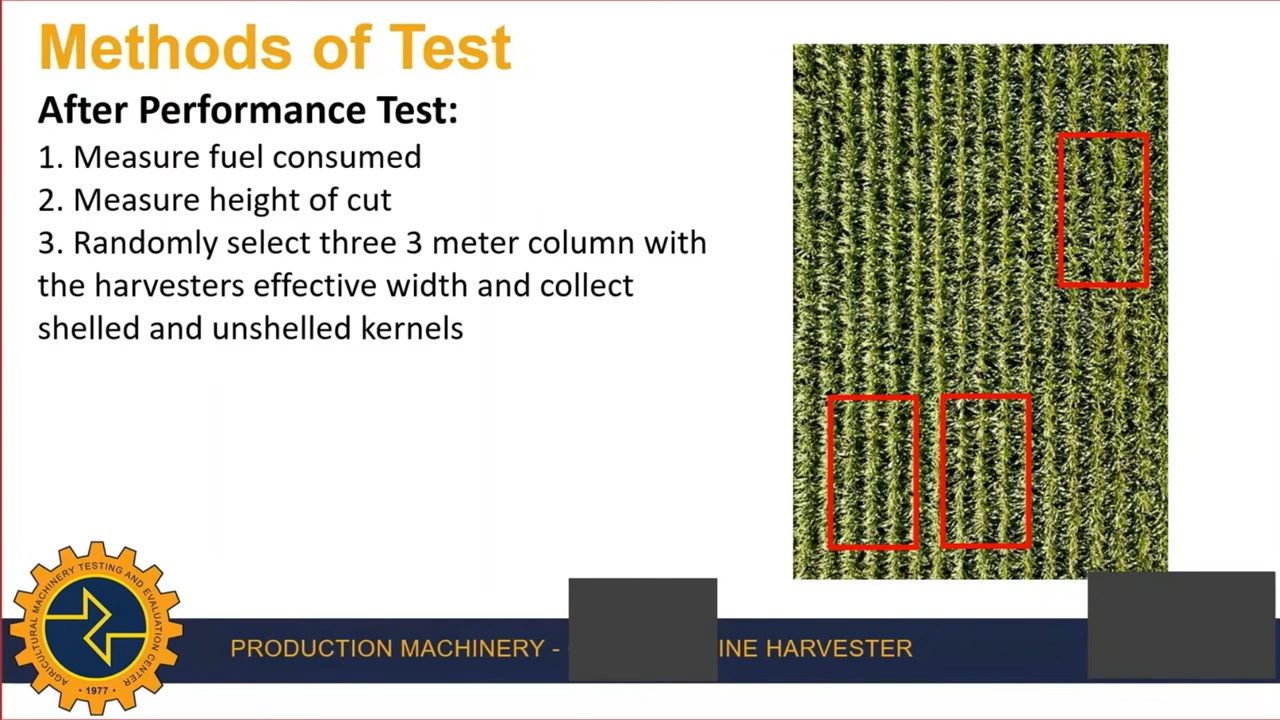 Methods of Test
After Performance Test:
1. Measure fuel consumed
2. Measure height of cut
3. Randomly select three 3 meter column with
the harvesters effective width and collect
shelled and unshelled kernels
AGRICULTURAL MACHINERY TESTING AND EVALUATION CENTER
· 1977 ·
PRODUCTION MACHINERY - INE HARVESTER